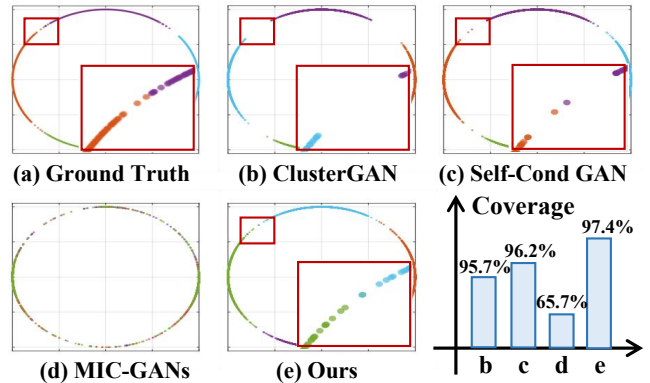 (a) Ground Truth
(b) ClusterGAN
(c) Self-Cond GAN
(d) MIC-GANs
(e) Ours
Coverage
95.7%
96.2%
65.7%
97.4%
b c d e